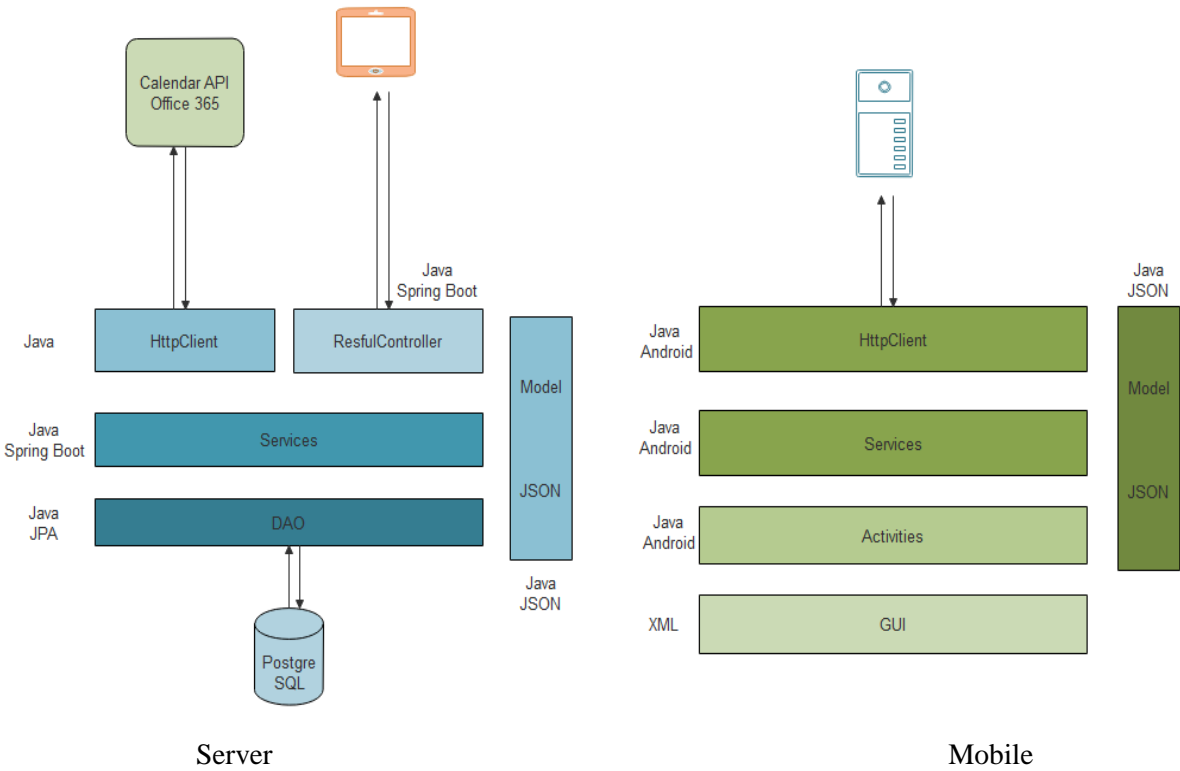 Calendar API
Office 365
Java
Spring Boot
Java
HttpClient
ResfulController
Model
JSON
Java
Spring Boot
Services
Java
JPA
DAO
Java
JSON
Postgre
SQL
Server
Java
JSON
Java
Android
HttpClient
Model
JSON
Java
Android
Services
Java
Android
Activities
XML
GUI
Mobile